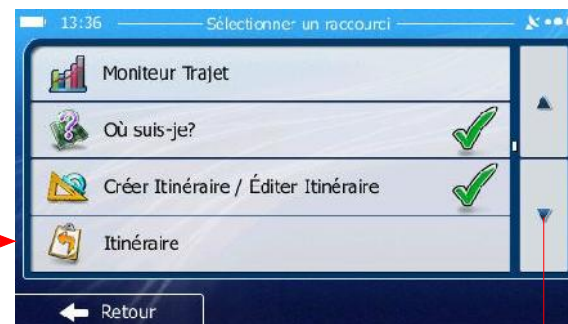 13:36 Sélectionner un raccourci
Moniteur Trajet
Où suis-je?
Créer Itinéraire / Éditer Itinéraire
Itinéraire
Retour